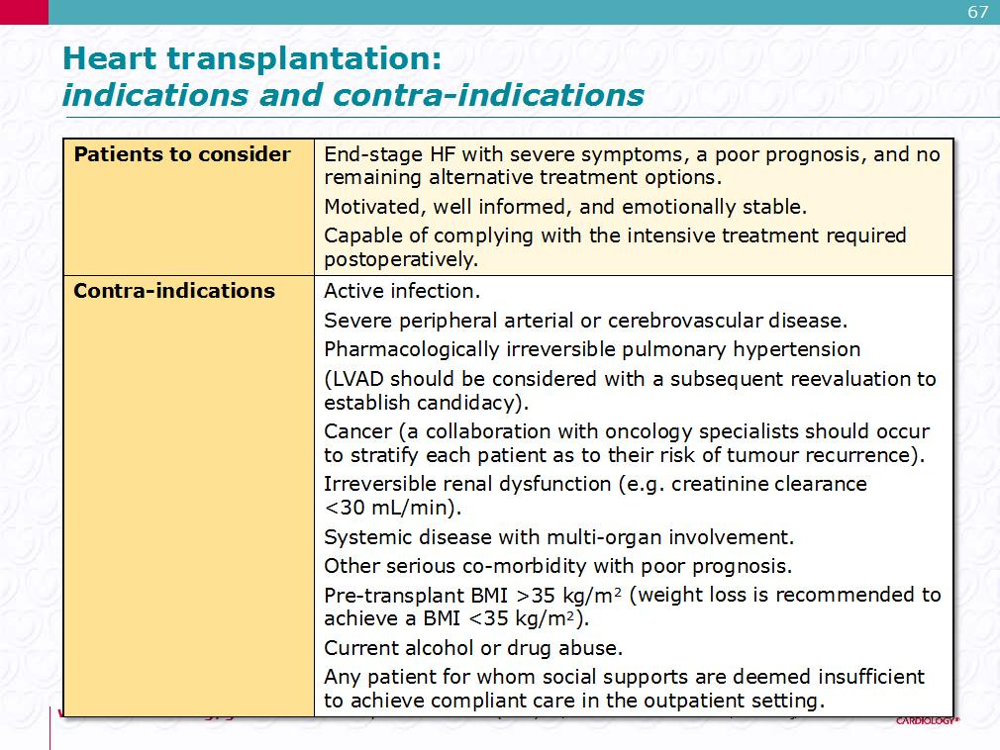 67
Heart transplantation:
indications and contra-indications
Patients to consider
End-stage HF with severe symptoms, a poor prognosis, and no
remaining alternative treatment options.
Motivated, well informed, and emotionally stable.
Capable of complying with the intensive treatment required
postoperatively.
Contra-indications
Active infection.
Severe peripheral arterial or cerebrovascular disease.
Pharmacologically irreversible pulmonary hypertension
(LVAD should be considered with a subsequent reevaluation to
establish candidacy).
Cancer (a collaboration with oncology specialists should occur
to stratify each patient as to their risk of tumour recurrence).
Irreversible renal dysfunction (e.g. creatinine clearance
<30 mL/min).
Systemic disease with multi-organ involvement.
Other serious co-morbidity with poor prognosis.
Pre-transplant BMI >35 kg/m² (weight loss is recommended to
achieve a BMI <35 kg/m²).
Current alcohol or drug abuse.
Any patient for whom social supports are deemed insufficient
to achieve compliant care in the outpatient setting.
CARDIOLOGY®